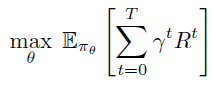 max_θ 𝔼_{π_θ} [ ∑_{t=0}^{T} γ^t R^t ]